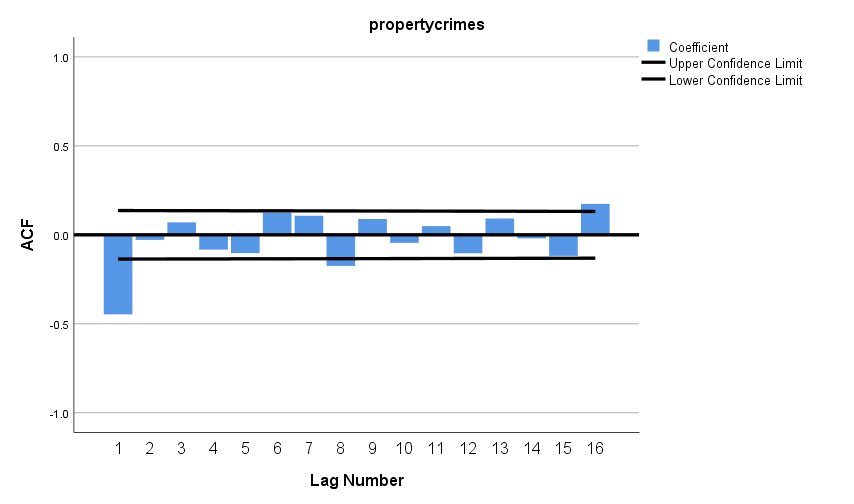 propertycrimes
Coefficient
Upper Confidence Limit
Lower Confidence Limit
1.0
0.5
0.0
-0.5
-1.0
ACF
1 2 3 4 5 6 7 8 9 10 11 12 13 14 15 16
Lag Number